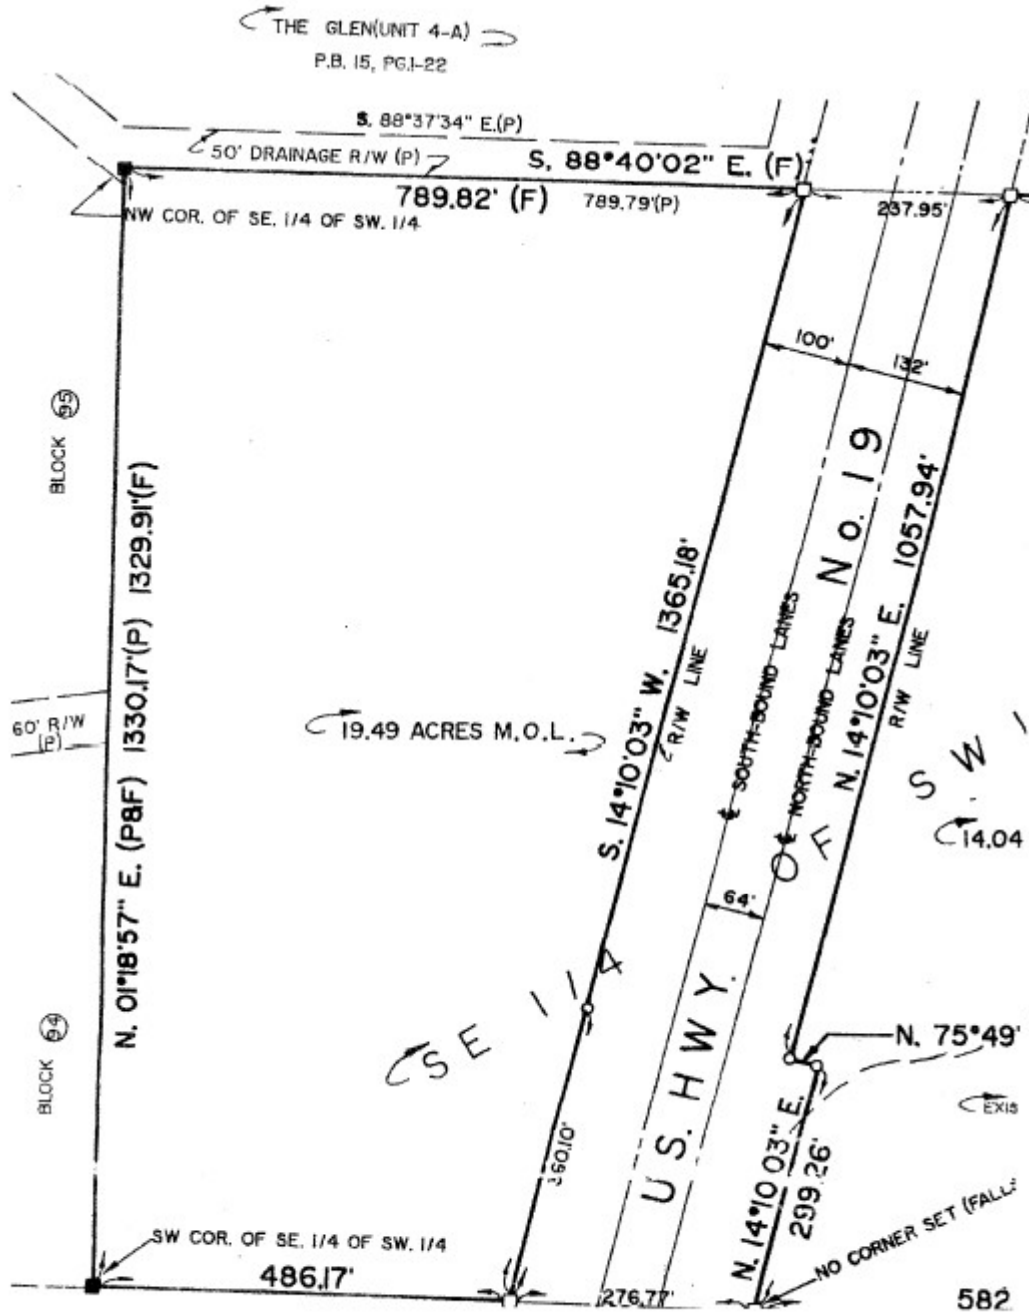 THE GLEN(UNIT 4-A)
P.B. 15, PG.1-22
S. 88°37'34" E.(P)
50' DRAINAGE R/W (P)
S. 88°40'02" E. (F)
789.82' (F)
789.79'(P)
237.95'
NW COR. OF SE. 1/4 OF SW. 1/4
100'
132'
BLOCK 95
N. 01°18'57" E. (P&F) 1330.17'(P) 1329.91'(F)
60' R/W
(P)
19.49 ACRES M.O.L.
S. 14°10'03" W. 1365.18'
R/W LINE
SOUTH-BOUND LANES
NORTH-BOUND LANES
U.S. HWY. No. 19
N. 14°10'03" E. 1057.94'
R/W LINE
SE 1/4 OF SW 1
14.04
64'
BLOCK 94
N. 75°49'
EXIS
360.10'
N. 14°10'03" E.
299.26'
NO CORNER SET (FALL
SW COR. OF SE. 1/4 OF SW. 1/4
486.17'
276.77'
582